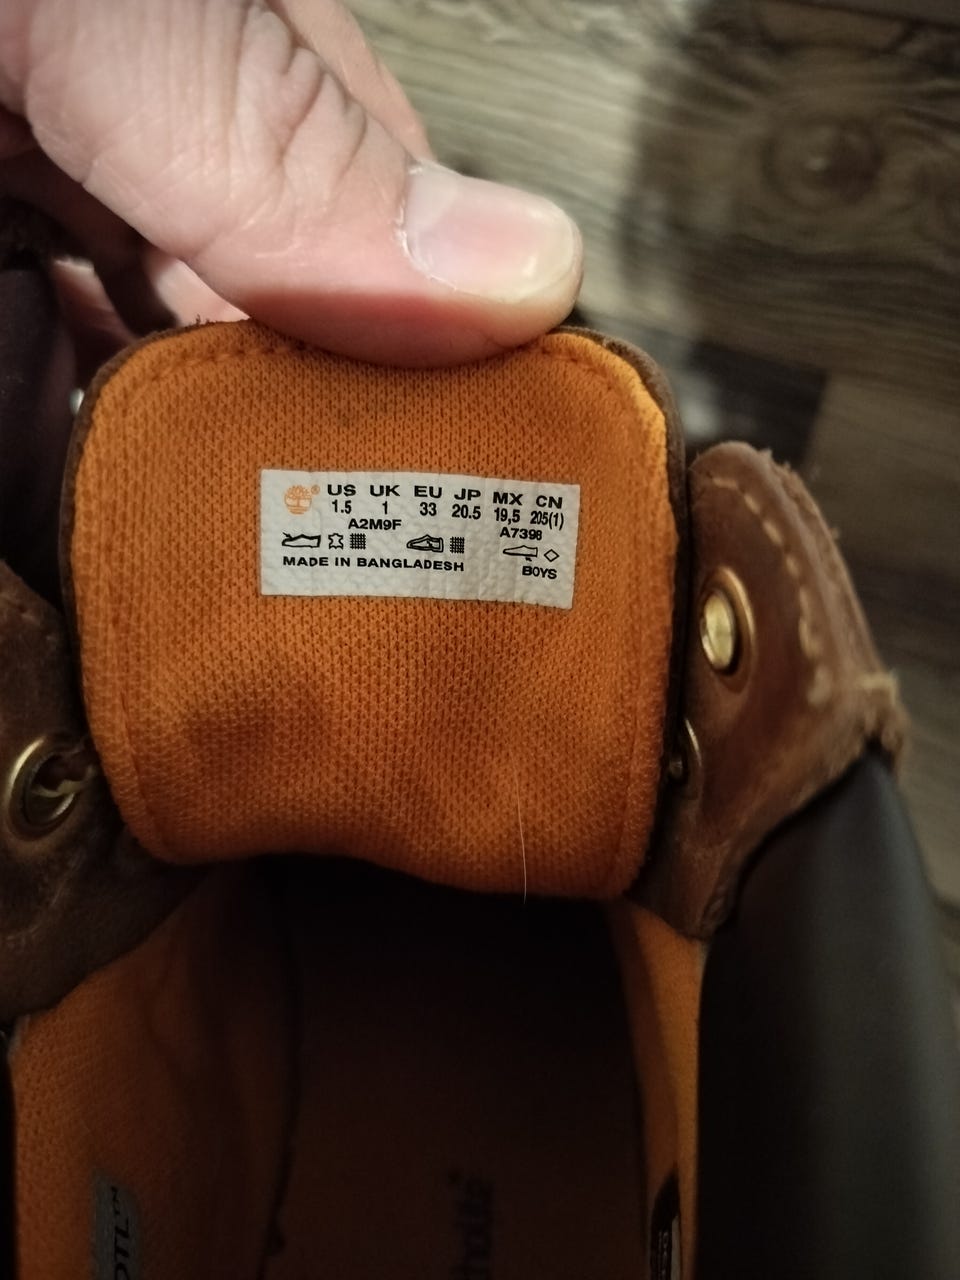 US UK EU JP MX CN
1.5 1 33 20.5 19,5 205(1)
A2M9F A7398
MADE IN BANGLADESH BOYS
OTL™